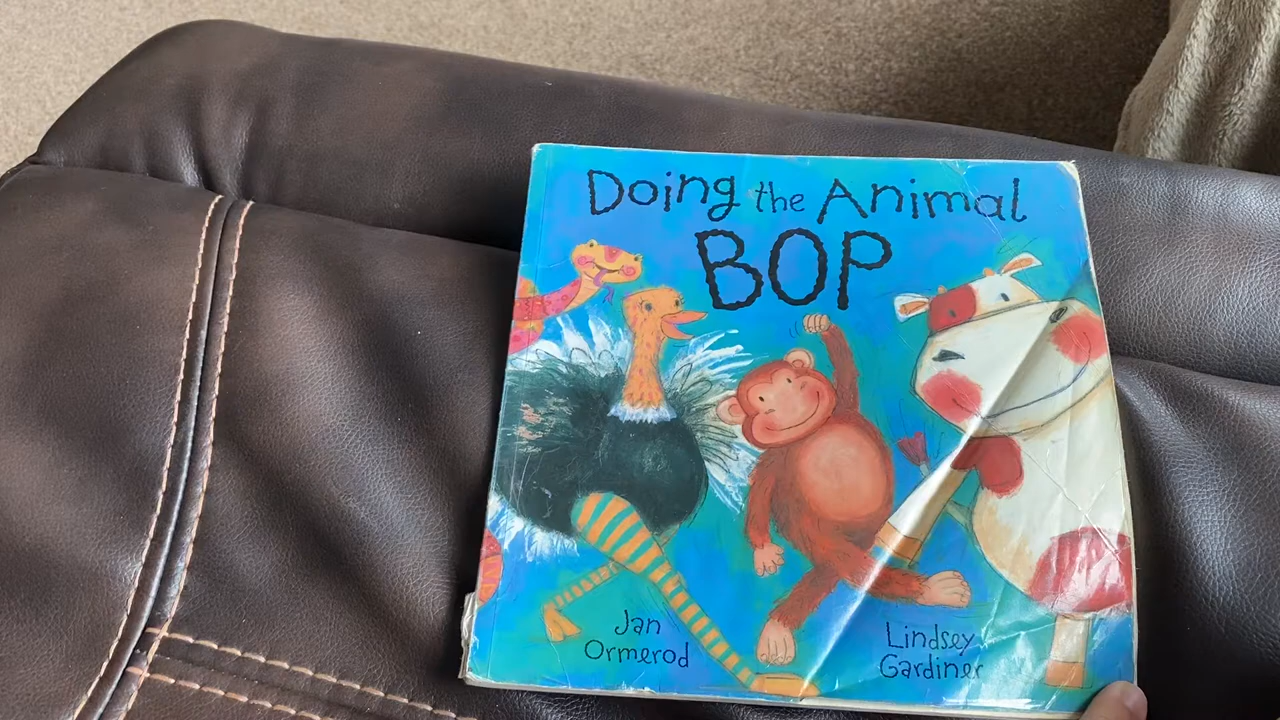 Doing the Animal
BOP
Jan
Ormerod
Lindsey
Gardiner